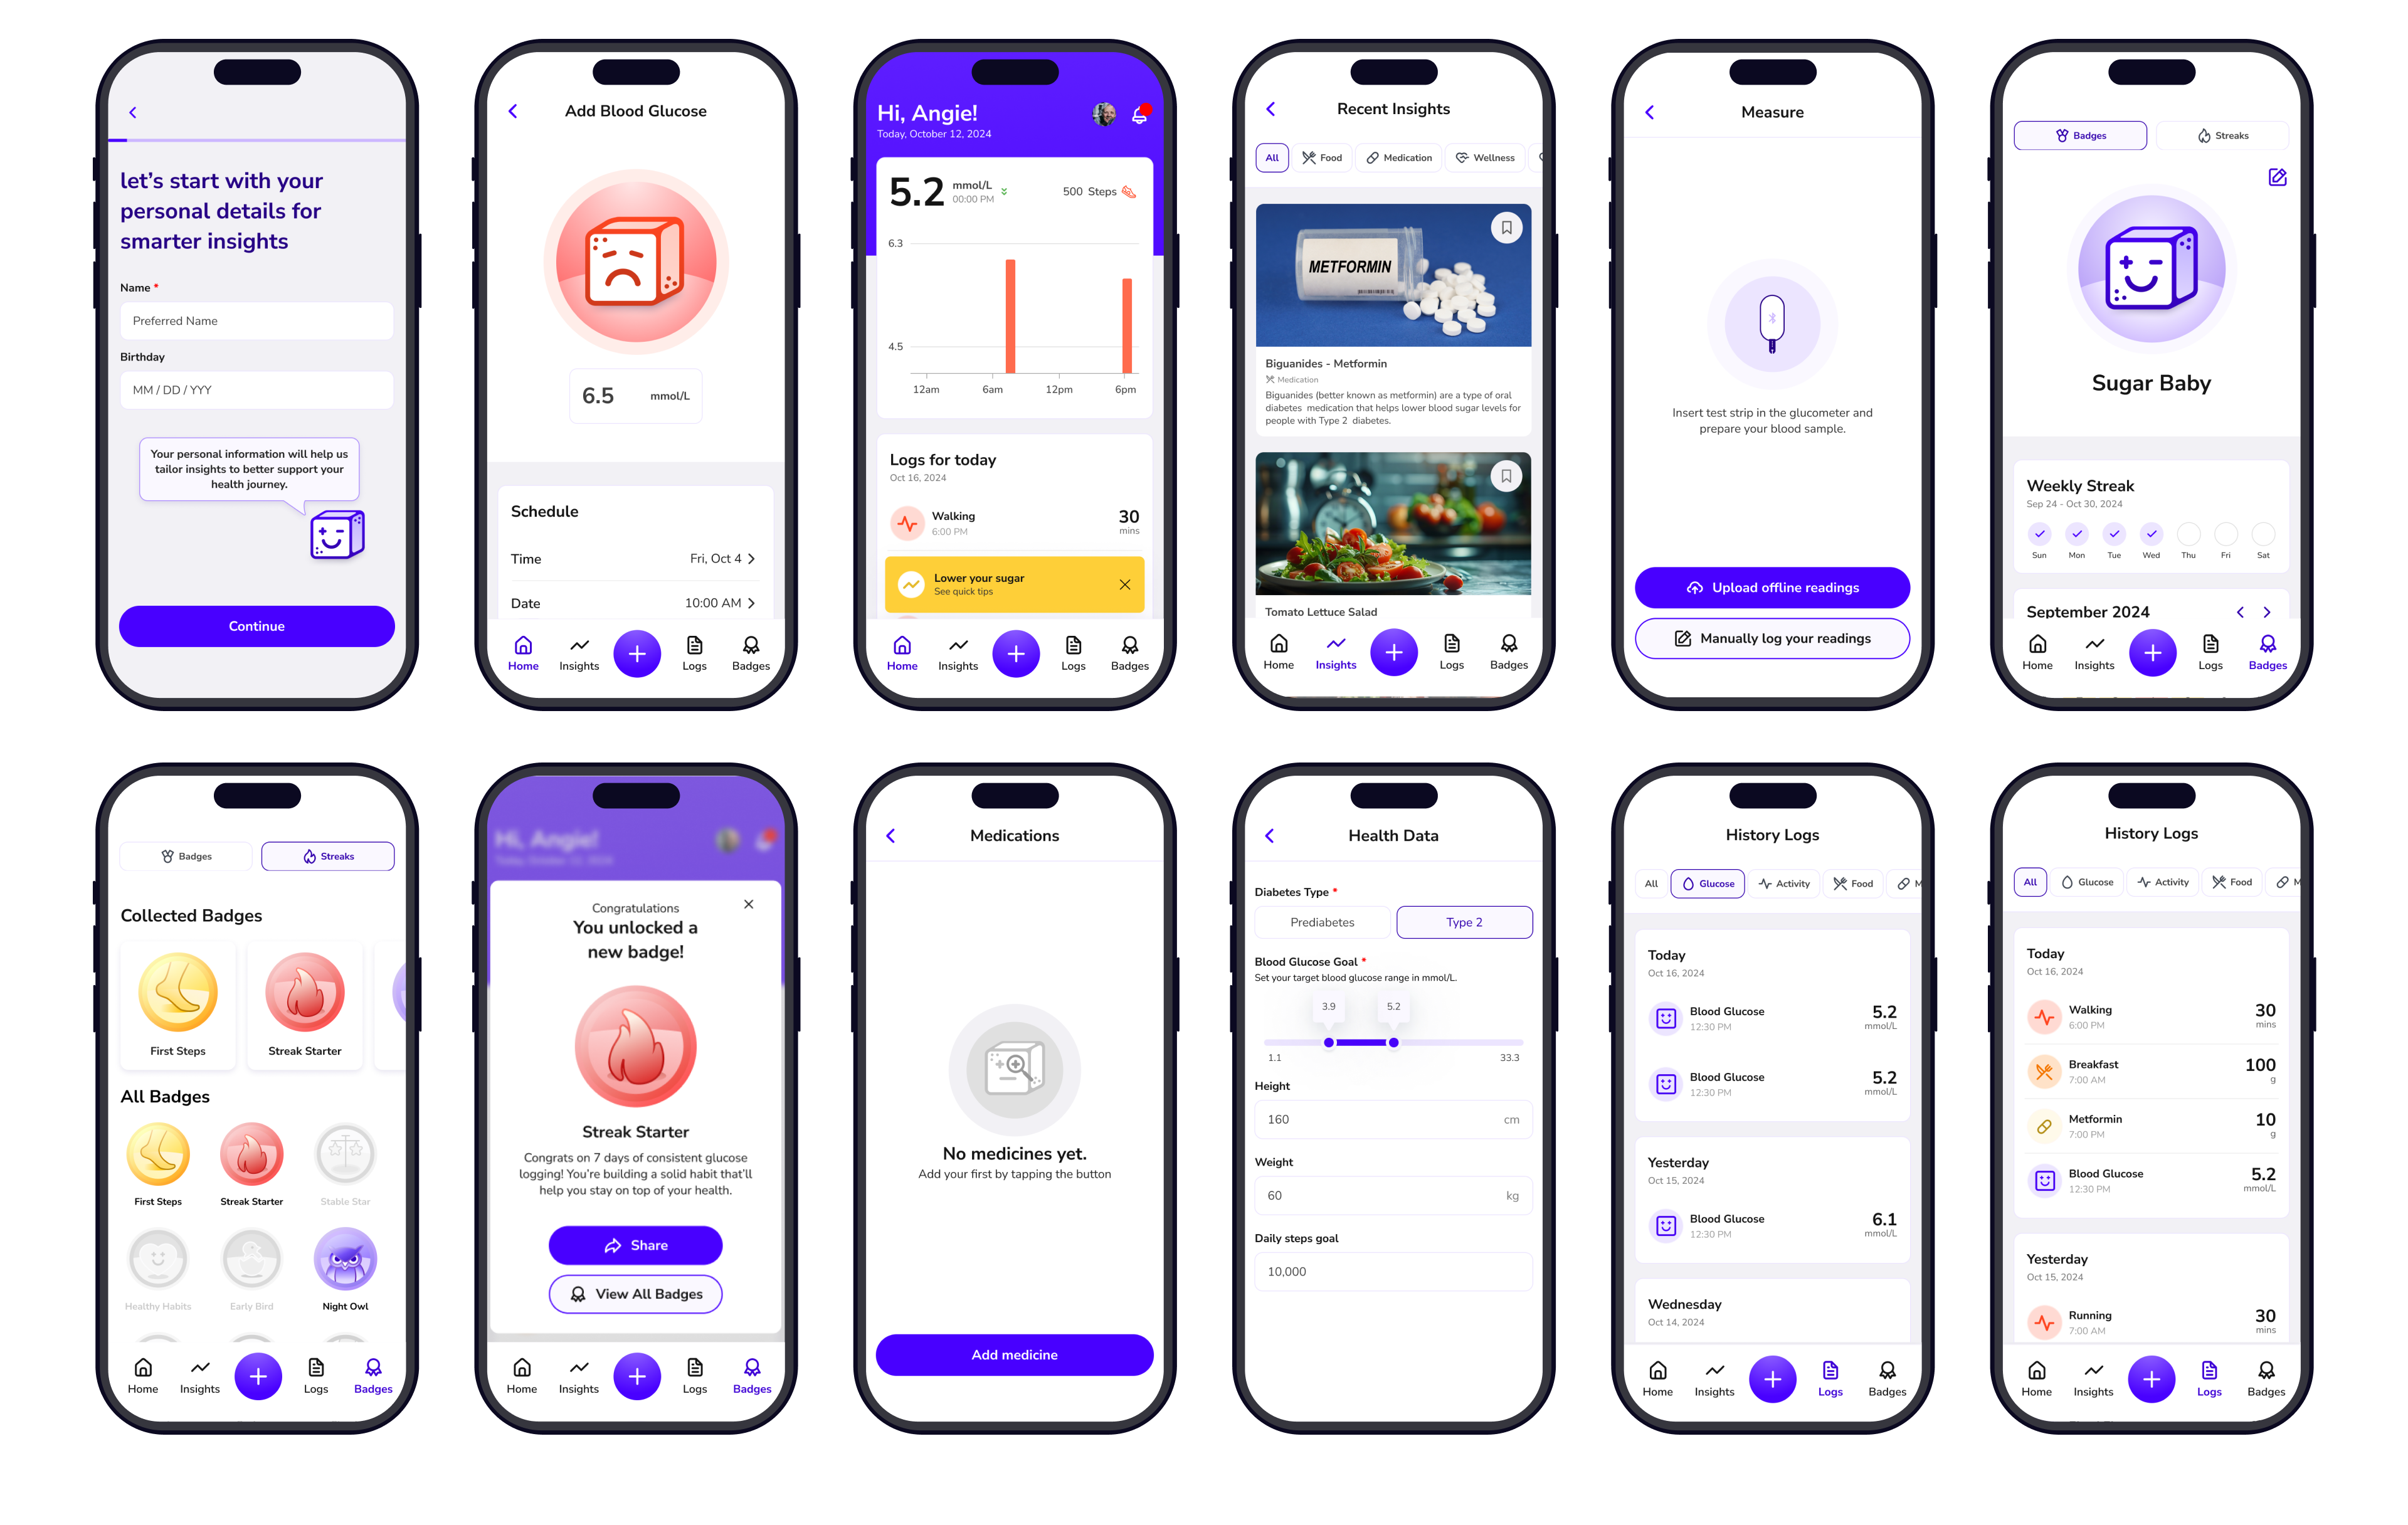 let's start with your
personal details for
smarter insights
Name *
Preferred Name
Birthday
MM / DD / YYY
Your personal information will help us
tailor insights to better support your
health journey.
Continue
Add Blood Glucose
6.5 mmol/L
Schedule
Time Fri, Oct 4
Date 10:00 AM
Home Insights Logs Badges
Hi, Angie!
Today, October 12, 2024
5.2 mmol/L
00:00 PM
500 Steps
6.3
4.5
12am 6am 12pm 6pm
Logs for today
Oct 16, 2024
Walking 30
6:00 PM mins
Lower your sugar
See quick tips
Home Insights Logs Badges
Recent Insights
All Food Medication Wellness
METFORMIN
Biguanides - Metformin
Medication
Biguanides (better known as metformin) are a type of oral
diabetes medication that helps lower blood sugar levels for
people with Type 2 diabetes.
Tomato Lettuce Salad
Home Insights Logs Badges
Measure
Insert test strip in the glucometer and
prepare your blood sample.
Upload offline readings
Manually log your readings
Badges Streaks
Sugar Baby
Weekly Streak
Sep 24 - Oct 30, 2024
Sun Mon Tue Wed Thu Fri Sat
September 2024
Home Insights Logs Badges
Badges Streaks
Collected Badges
First Steps Streak Starter
All Badges
First Steps Streak Starter Stable Star
Healthy Habits Early Bird Night Owl
Home Insights Logs Badges
Hi, Angie!
Today, October 12, 2024
Congratulations
You unlocked a
new badge!
Streak Starter
Congrats on 7 days of consistent glucose
logging! You're building a solid habit that'll
help you stay on top of your health.
Share
View All Badges
Home Insights Logs Badges
Medications
No medicines yet.
Add your first by tapping the button
Add medicine
Health Data
Diabetes Type *
Prediabetes Type 2
Blood Glucose Goal *
Set your target blood glucose range in mmol/L.
3.9 5.2
1.1 33.3
Height
160 cm
Weight
60 kg
Daily steps goal
10,000
History Logs
All Glucose Activity Food M
Today
Oct 16, 2024
Blood Glucose 5.2
12:30 PM mmol/L
Blood Glucose 5.2
12:30 PM mmol/L
Yesterday
Oct 15, 2024
Blood Glucose 6.1
12:30 PM mmol/L
Wednesday
Oct 14, 2024
Home Insights Logs Badges
History Logs
All Glucose Activity Food M
Today
Oct 16, 2024
Walking 30
6:00 PM mins
Breakfast 100
7:00 AM g
Metformin 10
7:00 PM g
Blood Glucose 5.2
12:30 PM mmol/L
Yesterday
Oct 15, 2024
Running 30
7:00 AM mins
Home Insights Logs Badges